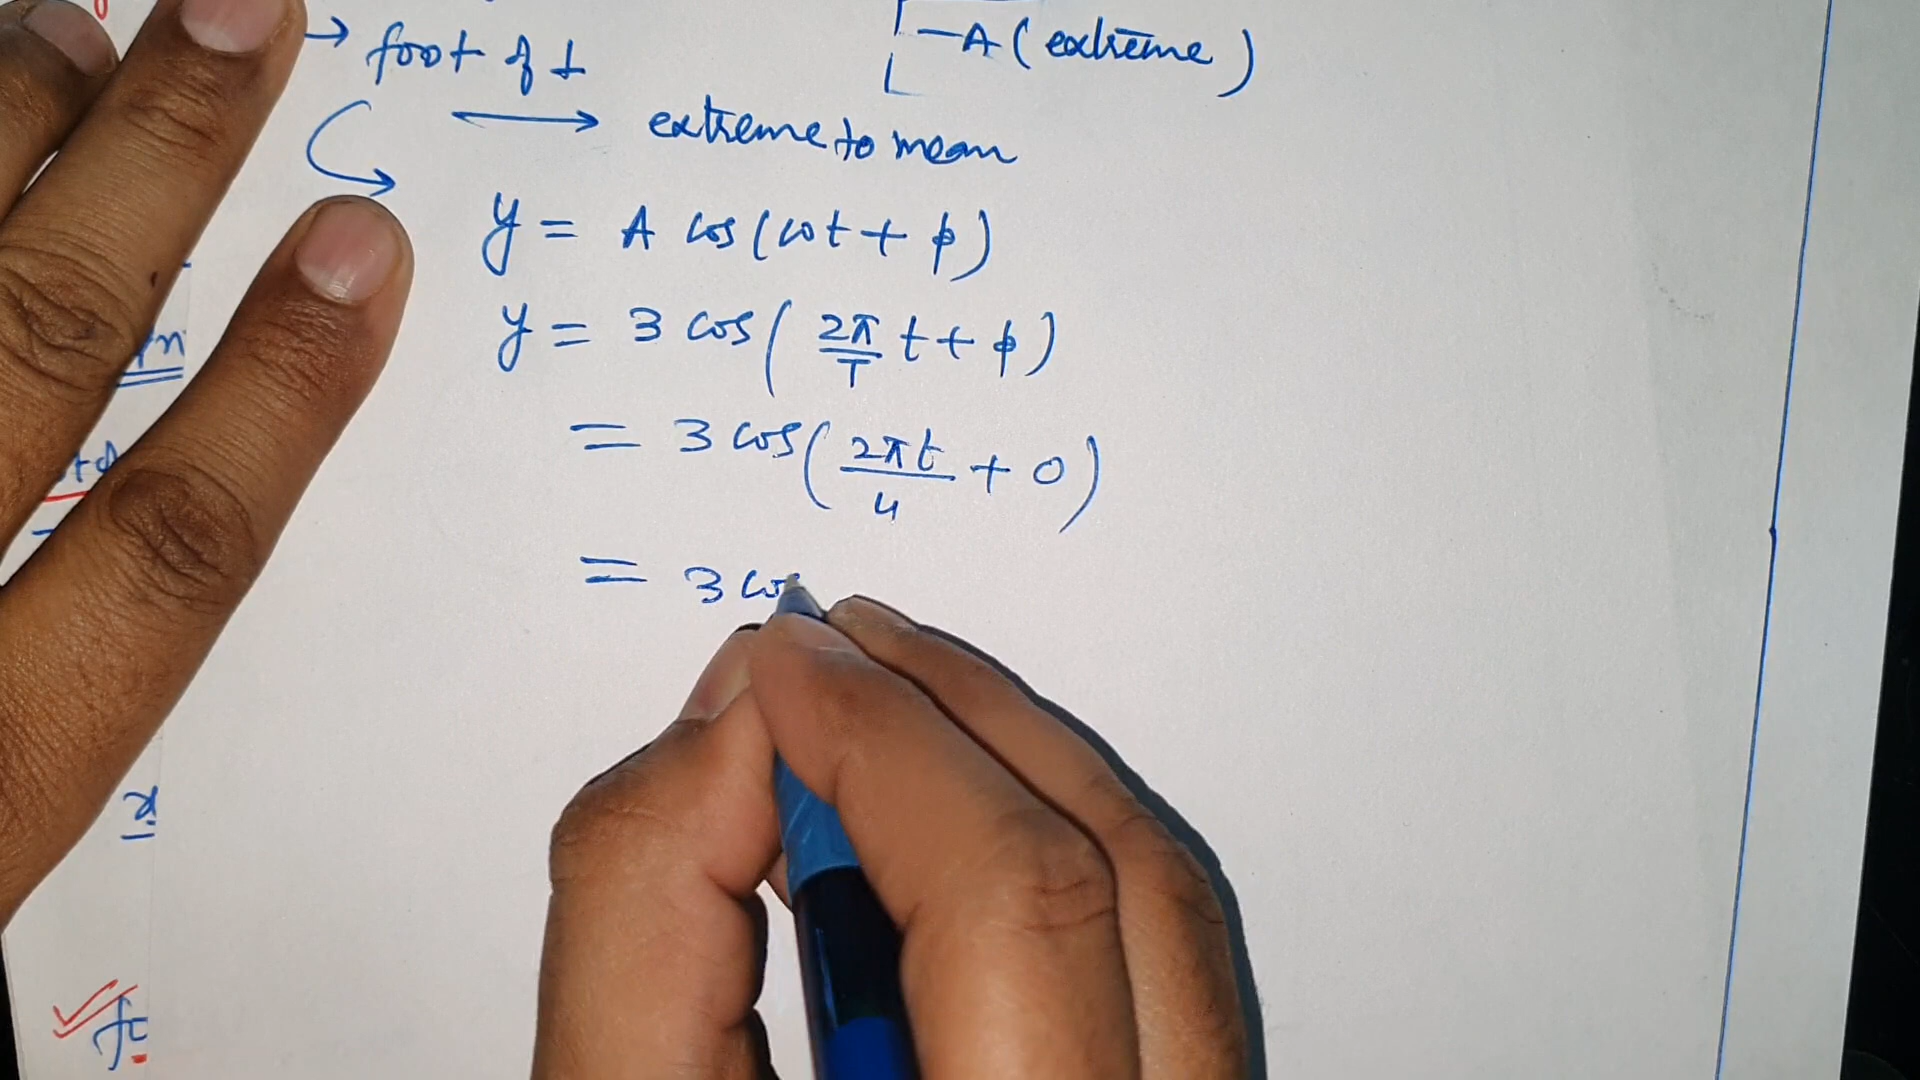 → foot of ⊥
[ -A (extreme)
→ extreme to mean
y = A cos(ωt + φ)
y = 3 cos(2π/T t + φ)
= 3 cos(2πt/4 + 0)
= 3 cos